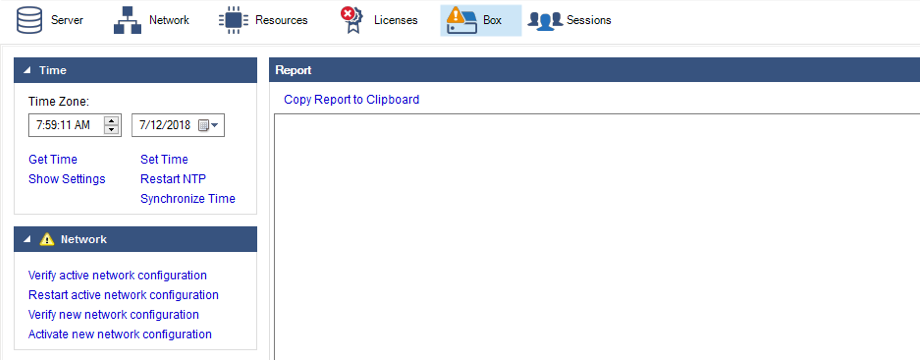 Server Network Resources Licenses Box Sessions
Time
Time Zone:
7:59:11 AM 7/12/2018
Get Time Set Time
Show Settings Restart NTP
Synchronize Time
Network
Verify active network configuration
Restart active network configuration
Verify new network configuration
Activate new network configuration
Report
Copy Report to Clipboard